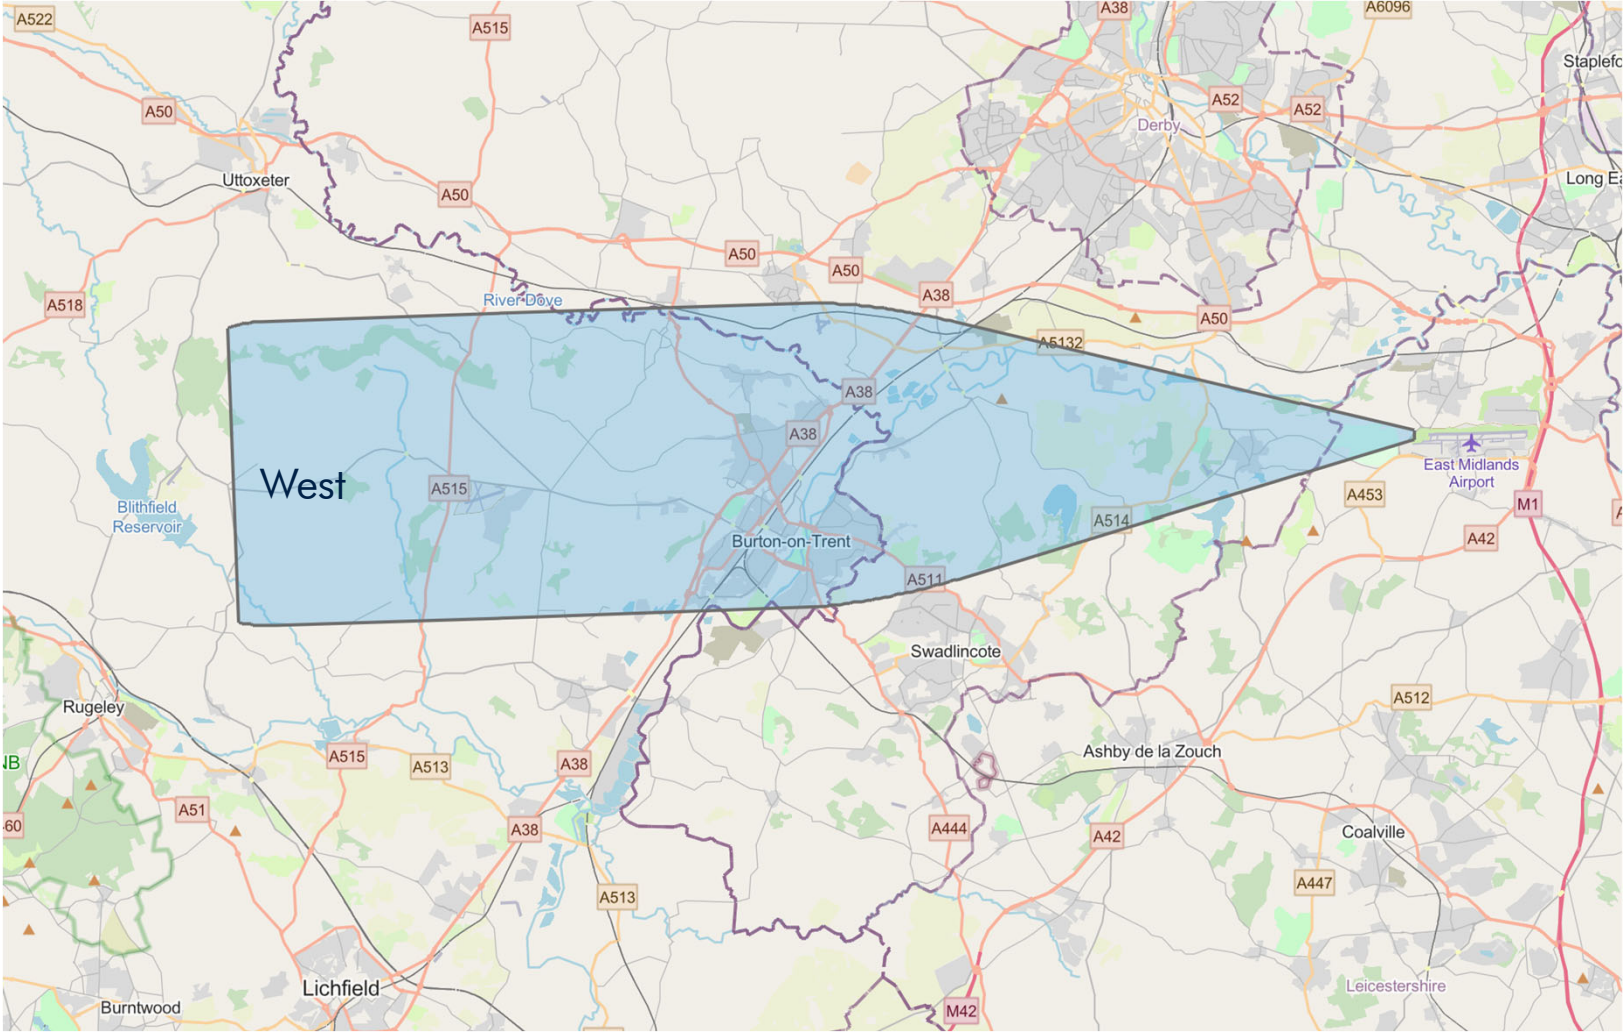 A522
A515
A38
A6096
Staplefo
A50
A52
A52
Derby
Uttoxeter
A50
Long Ea
A50
A50
A518
River Dove
A38
A50
A5132
A38
A38
West
A515
East Midlands
Airport
A453
M1
Blithfield
Reservoir
A514
A42
Burton-on-Trent
A511
Swadlincote
Rugeley
A512
Ashby de la Zouch
NB
A515
A513
A38
A51
A38
A444
A42
Coalville
A447
A513
Lichfield
Leicestershire
Burntwood
M42